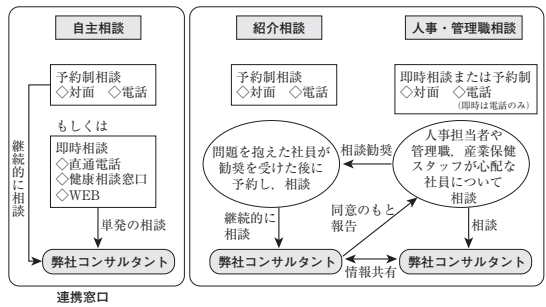 自主相談
予約制相談
◇対面　◇電話
もしくは
即時相談
◇直通電話
◇健康相談窓口
◇WEB
継続的に相談
単発の相談
弊社コンサルタント
連携窓口
紹介相談
予約制相談
◇対面　◇電話
問題を抱えた社員が
勧奨を受けた後に
予約し，相談
相談勧奨
継続的に
相談
弊社コンサルタント
人事・管理職相談
即時相談または予約制
◇対面　◇電話
（即時は電話のみ）
人事担当者や
管理職，産業保健
スタッフが心配な
社員について
相談
同意のもと
報告
相談
情報共有
弊社コンサルタント